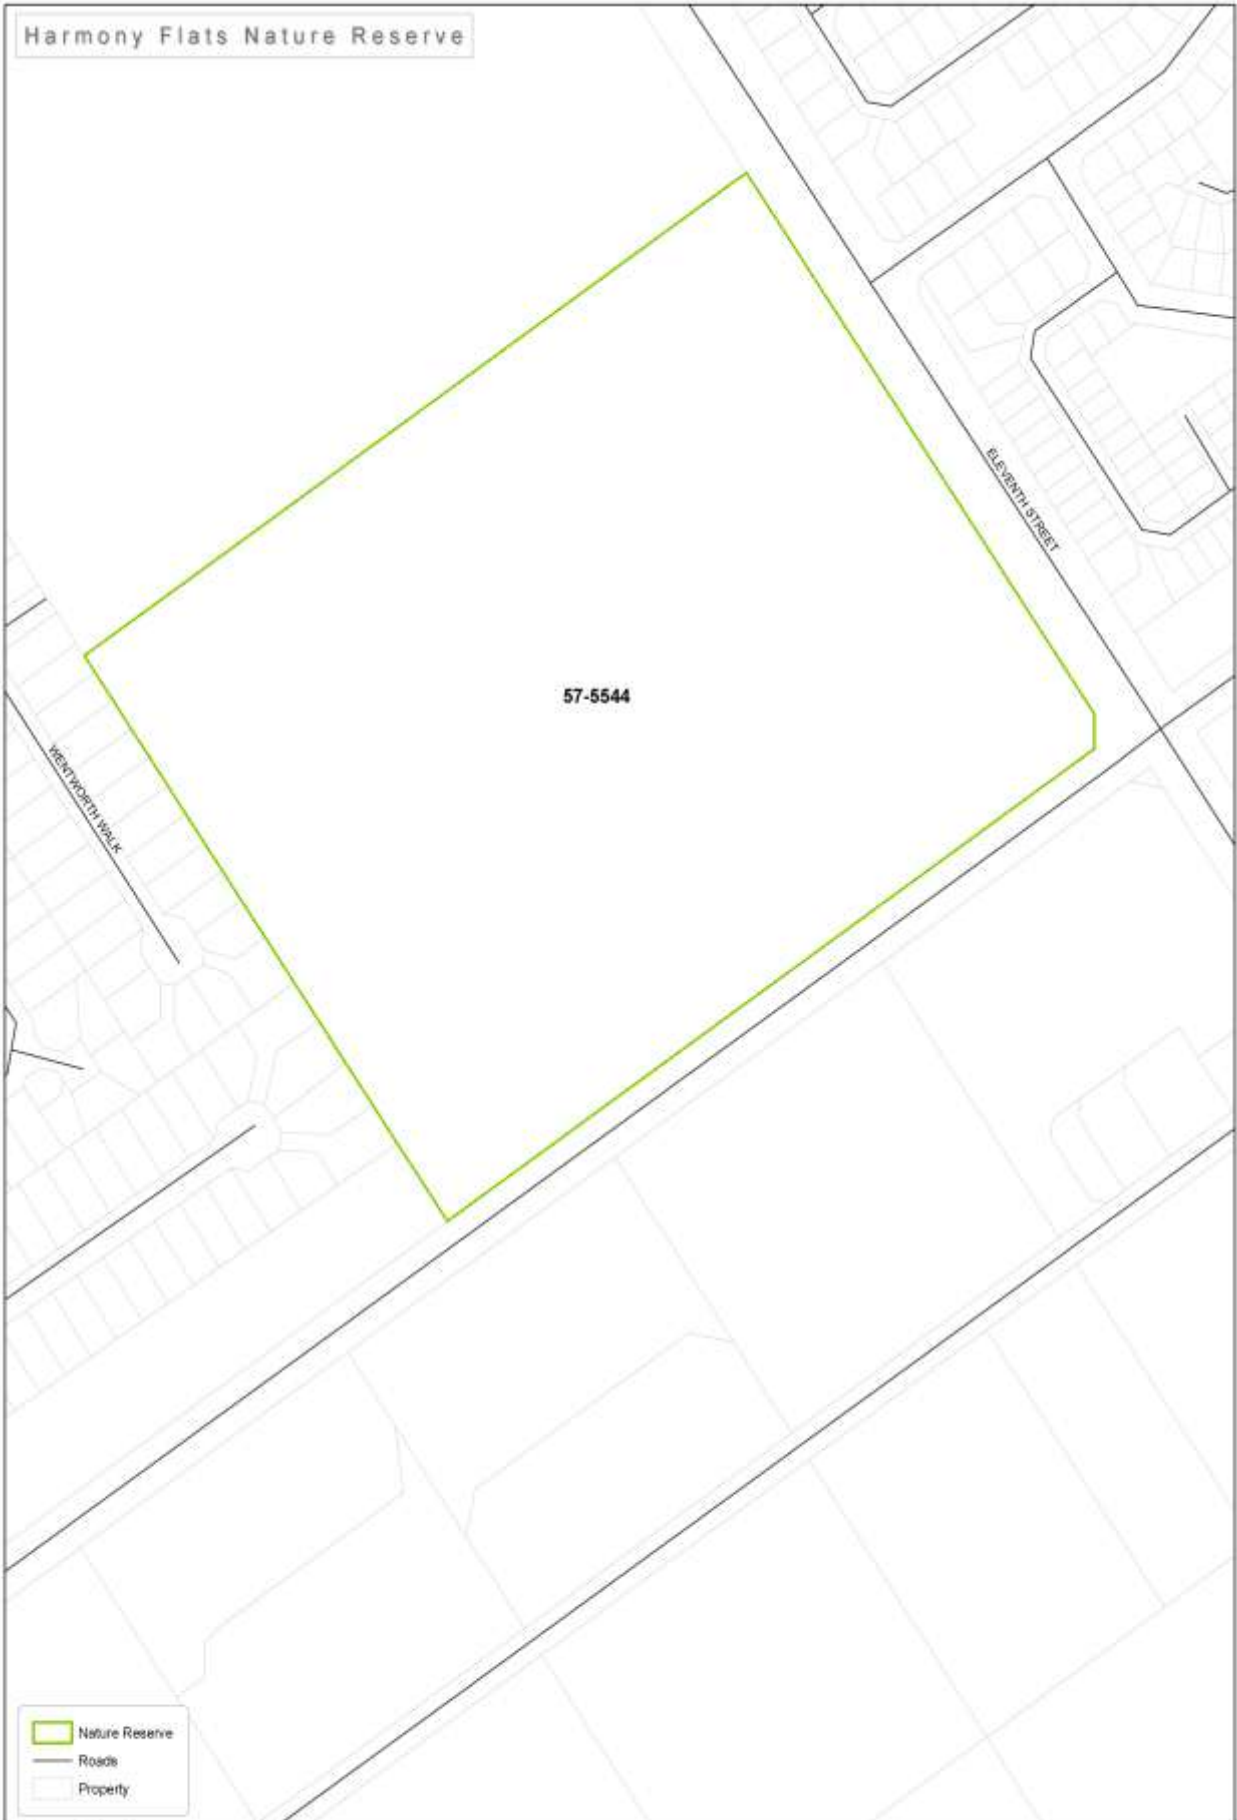 Harmony Flats Nature Reserve
ELEVENTH STREET
57-5544
WENTWORTH WALK
Nature Reserve
Roads
Property